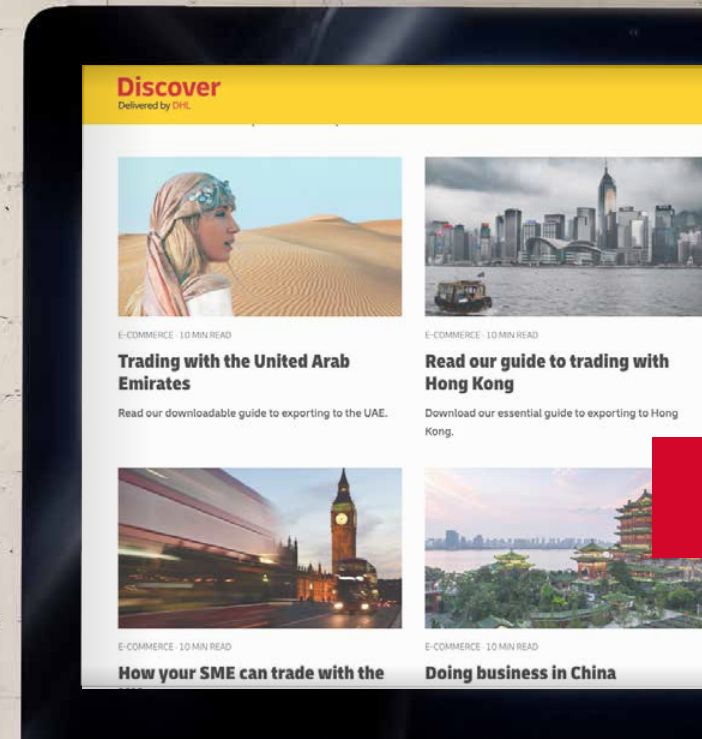 Discover
Delivered by DHL
E-COMMERCE · 10 MIN READ
Trading with the United Arab
Emirates
Read our downloadable guide to exporting to the UAE.
E-COMMERCE · 10 MIN READ
Read our guide to trading with
Hong Kong
Download our essential guide to exporting to Hong
Kong.
E-COMMERCE · 10 MIN READ
How your SME can trade with the
E-COMMERCE · 10 MIN READ
Doing business in China